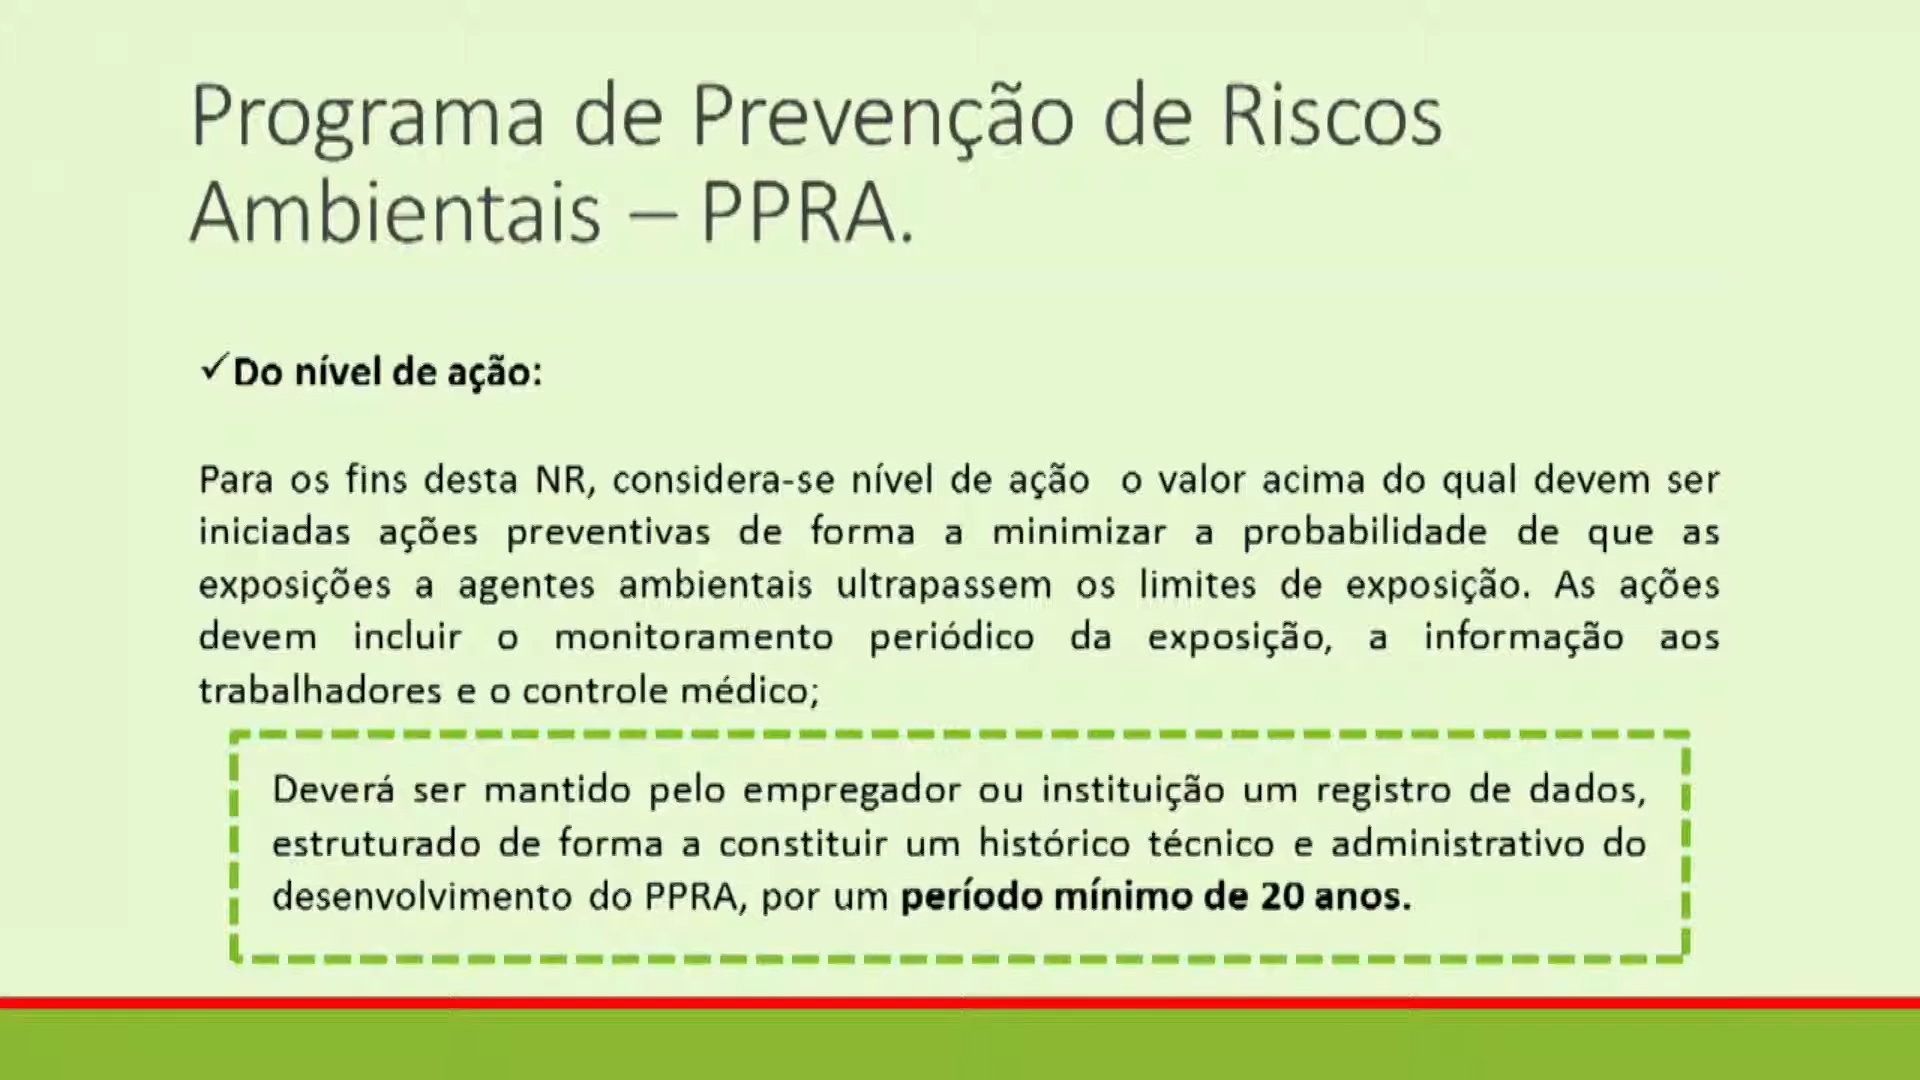 Programa de Prevenção de Riscos
Ambientais – PPRA.
✓Do nível de ação:
Para os fins desta NR, considera-se nível de ação o valor acima do qual devem ser
iniciadas ações preventivas de forma a minimizar a probabilidade de que as
exposições a agentes ambientais ultrapassem os limites de exposição. As ações
devem incluir o monitoramento periódico da exposição, a informação aos
trabalhadores e o controle médico;
Deverá ser mantido pelo empregador ou instituição um registro de dados,
estruturado de forma a constituir um histórico técnico e administrativo do
desenvolvimento do PPRA, por um período mínimo de 20 anos.